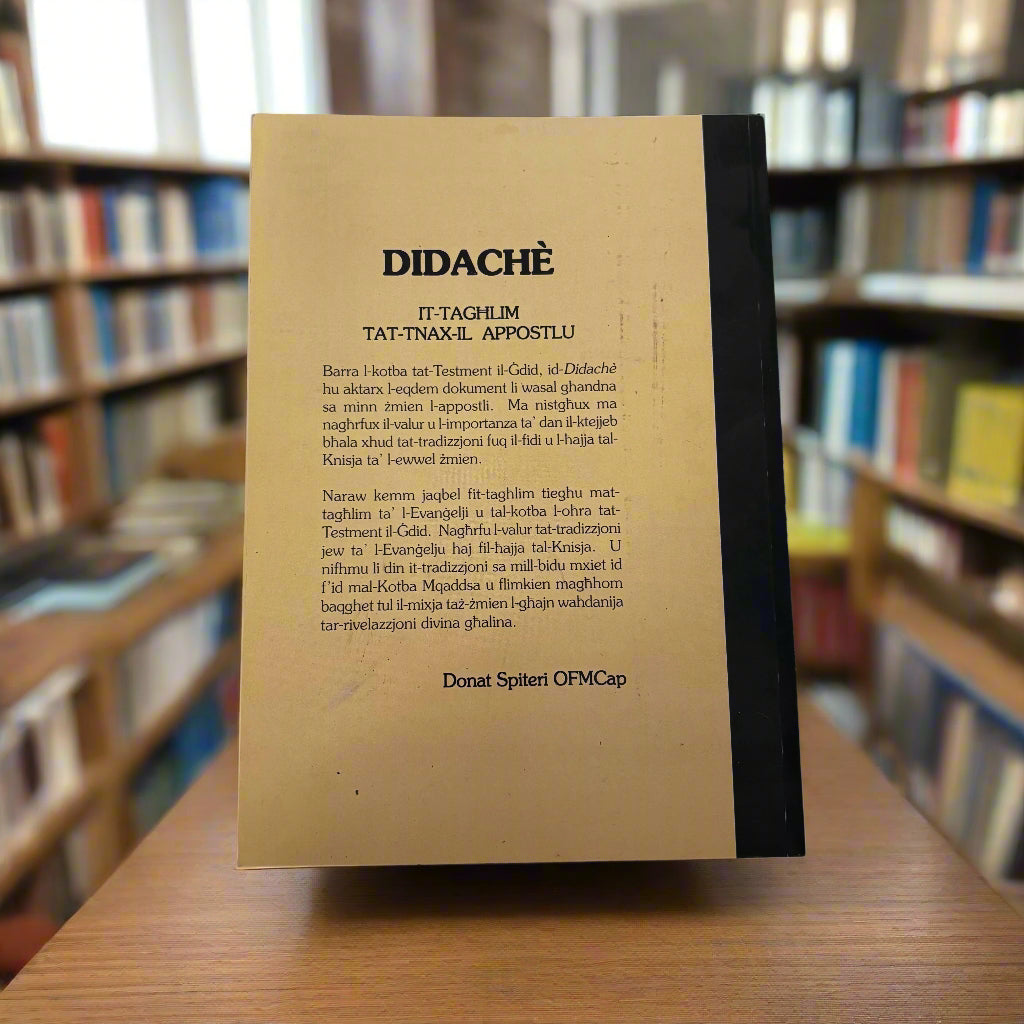 DIDACHÈ
IT-TAGHLIM
TAT-TNAX-IL APPOSTLU
Barra l-kotba tat-Testment il-Ġdid, id-Didachè
hu aktarx l-eqdem dokument li wasal għandna
sa minn żmien l-appostli. Ma nistgħux ma
nagħrfux il-valur u l-importanza ta' dan il-ktejjeb
bħala xhud tat-tradizzjoni fuq il-fidi u l-ħajja tal-
Knisja ta' l-ewwel żmien.
Naraw kemm jaqbel fit-tagħlim tiegħu mat-
tagħlim ta' l-Evanġelji u tal-kotba l-oħra tat-
Testment il-Ġdid. Nagħrfu l-valur tat-tradizzjoni
jew ta' l-Evanġelju ħaj fil-ħajja tal-Knisja. U
nifhmu li din it-tradizzjoni sa mill-bidu mxiet id
f'id mal-Kotba Mqaddsa u flimkien magħhom
baqgħet tul il-mixja taż-żmien l-għajn waħdanija
tar-rivelazzjoni divina għalina.
Donat Spiteri OFMCap